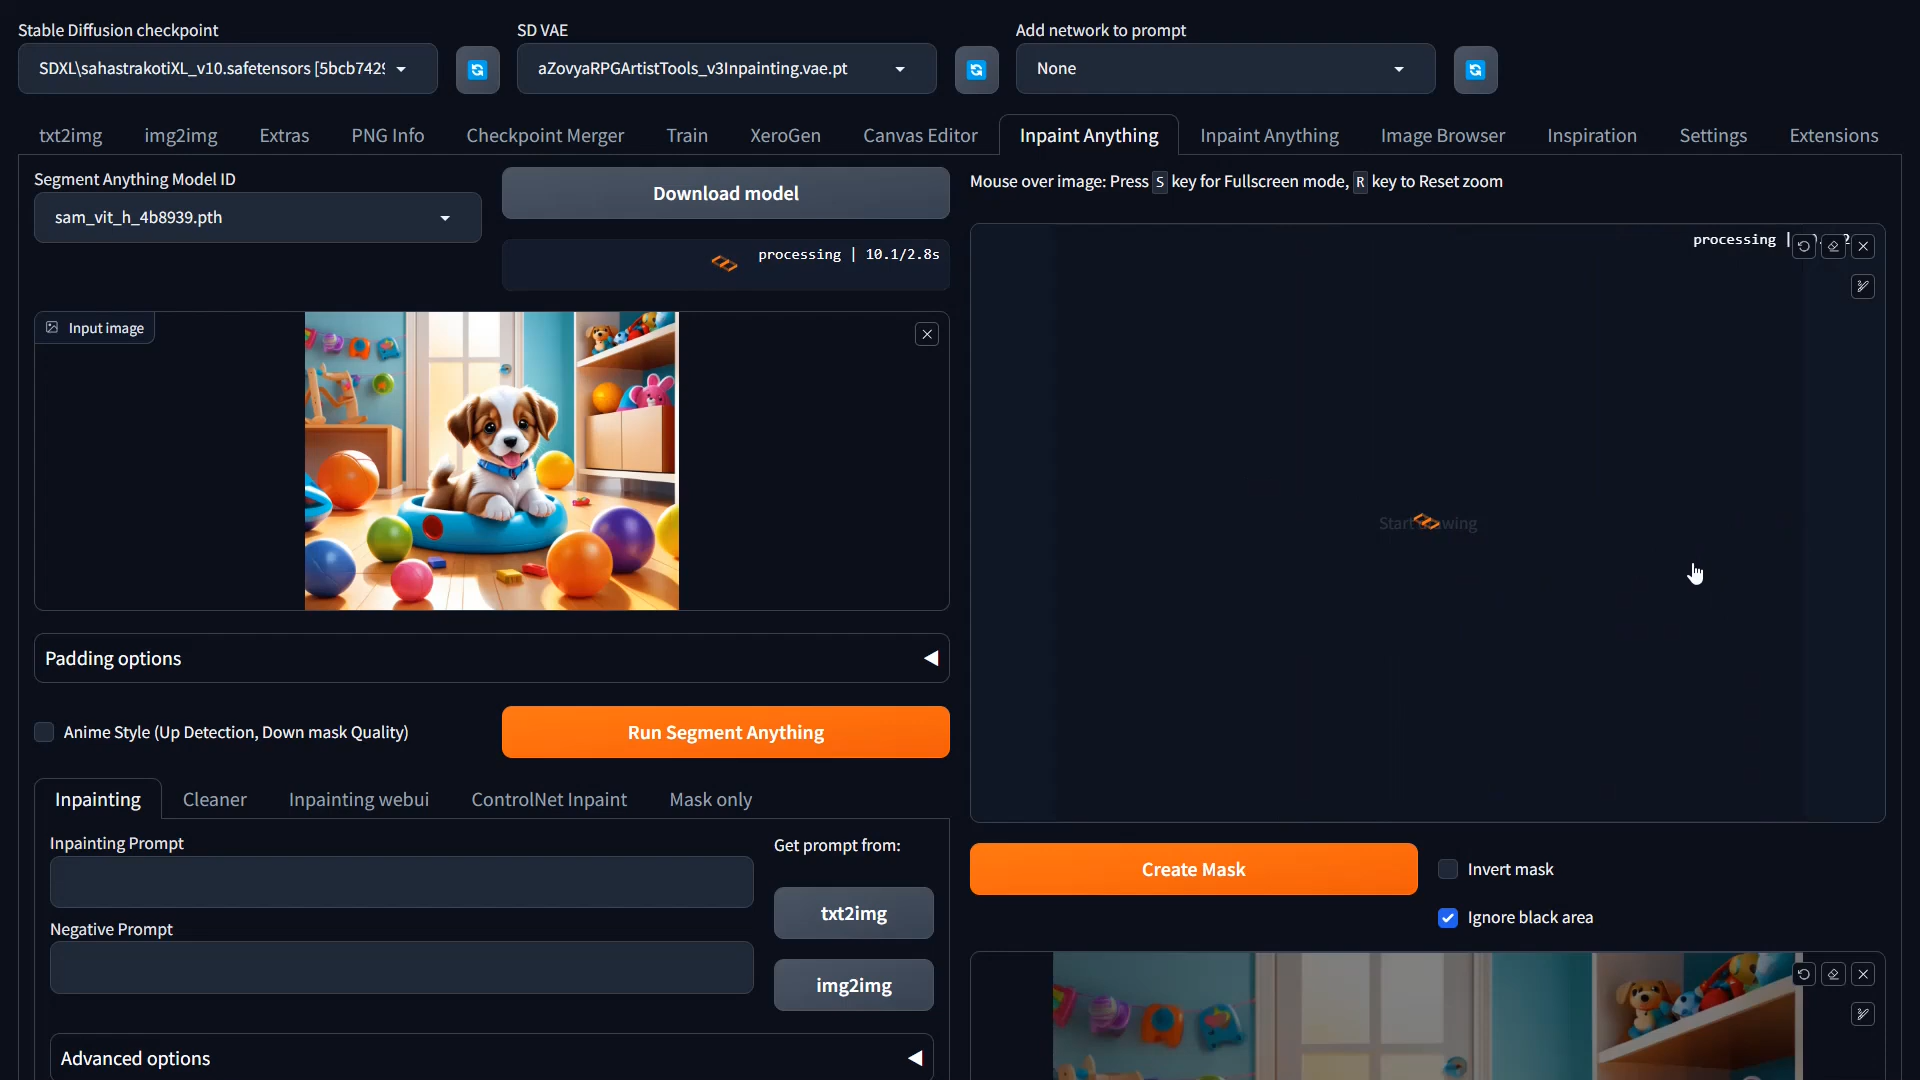 Stable Diffusion checkpoint
SD VAE
Add network to prompt
SDXL\sahastrakotiXL_v10.safetensors [5bcb7429
aZovyaRPGArtistTools_v3Inpainting.vae.pt
None
txt2img
img2img
Extras
PNG Info
Checkpoint Merger
Train
XeroGen
Canvas Editor
Inpaint Anything
Inpaint Anything
Image Browser
Inspiration
Settings
Extensions
Segment Anything Model ID
sam_vit_h_4b8939.pth
Download model
processing | 10.1/2.8s
Input image
Padding options
Anime Style (Up Detection, Down mask Quality)
Run Segment Anything
Inpainting
Cleaner
Inpainting webui
ControlNet Inpaint
Mask only
Inpainting Prompt
Get prompt from:
txt2img
Negative Prompt
img2img
Advanced options
Mouse over image: Press S key for Fullscreen mode, R key to Reset zoom
processing |
Start Drawing
Create Mask
Invert mask
Ignore black area